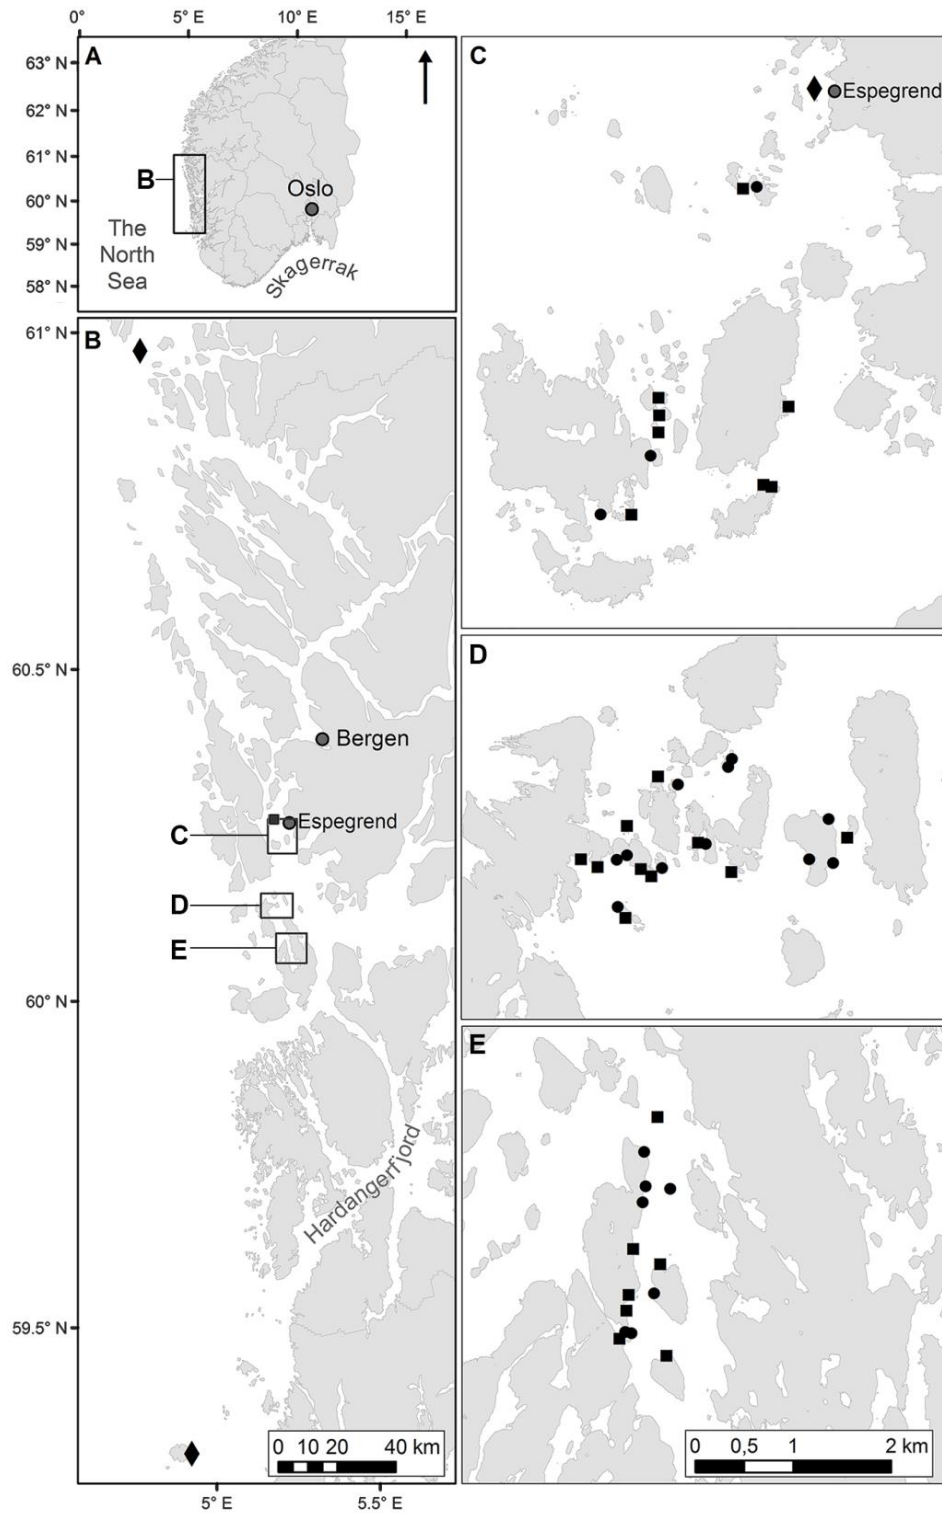 0°
5° E
10° E
15° E
A
63° N
62° N
61° N
60° N
59° N
58° N
B
Oslo
The
North
Sea
Skagerrak
B
61° N
60.5° N
60° N
59.5° N
Bergen
Espegrend
C
D
E
Hardangerfjord
0 10 20 40 km
5° E
5.5° E
C
Espegrend
D
E
0 0,5 1 2 km